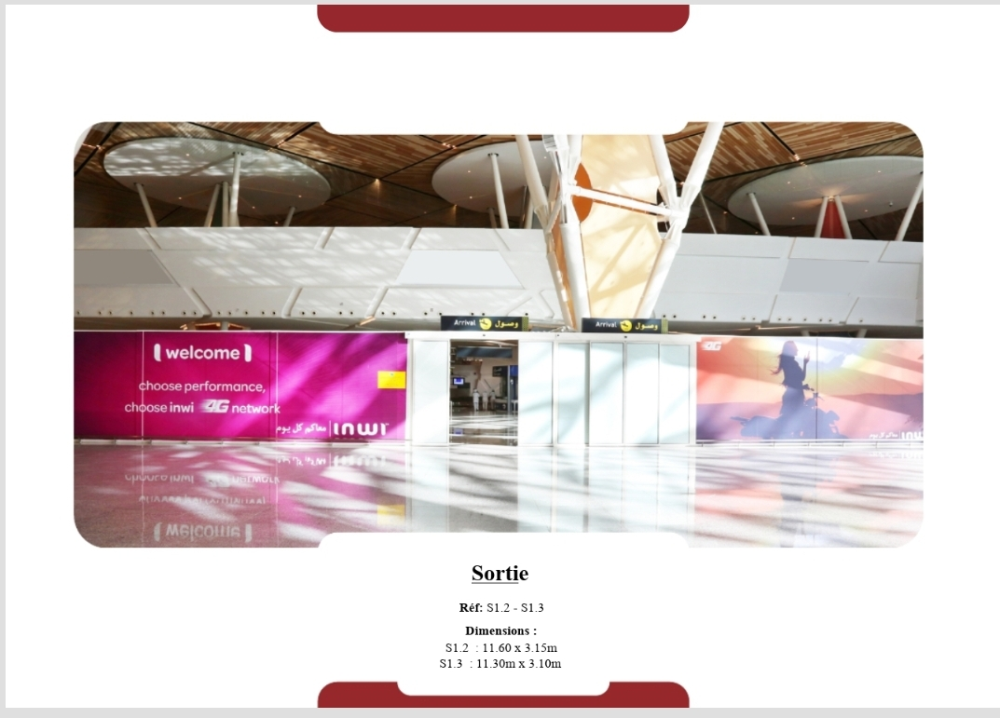 Arrival وصول
Arrival وصول
welcome
choose performance,
choose inwi 4G network
معاكم كل يوم inwi
4G
معاكم كل يوم inw
Sortie
Réf: S1.2 - S1.3
Dimensions :
S1.2 : 11.60 x 3.15m
S1.3 : 11.30m x 3.10m